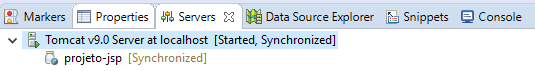 Markers Properties Servers Data Source Explorer Snippets Console
Tomcat v9.0 Server at localhost [Started, Synchronized]
projeto-jsp [Synchronized]